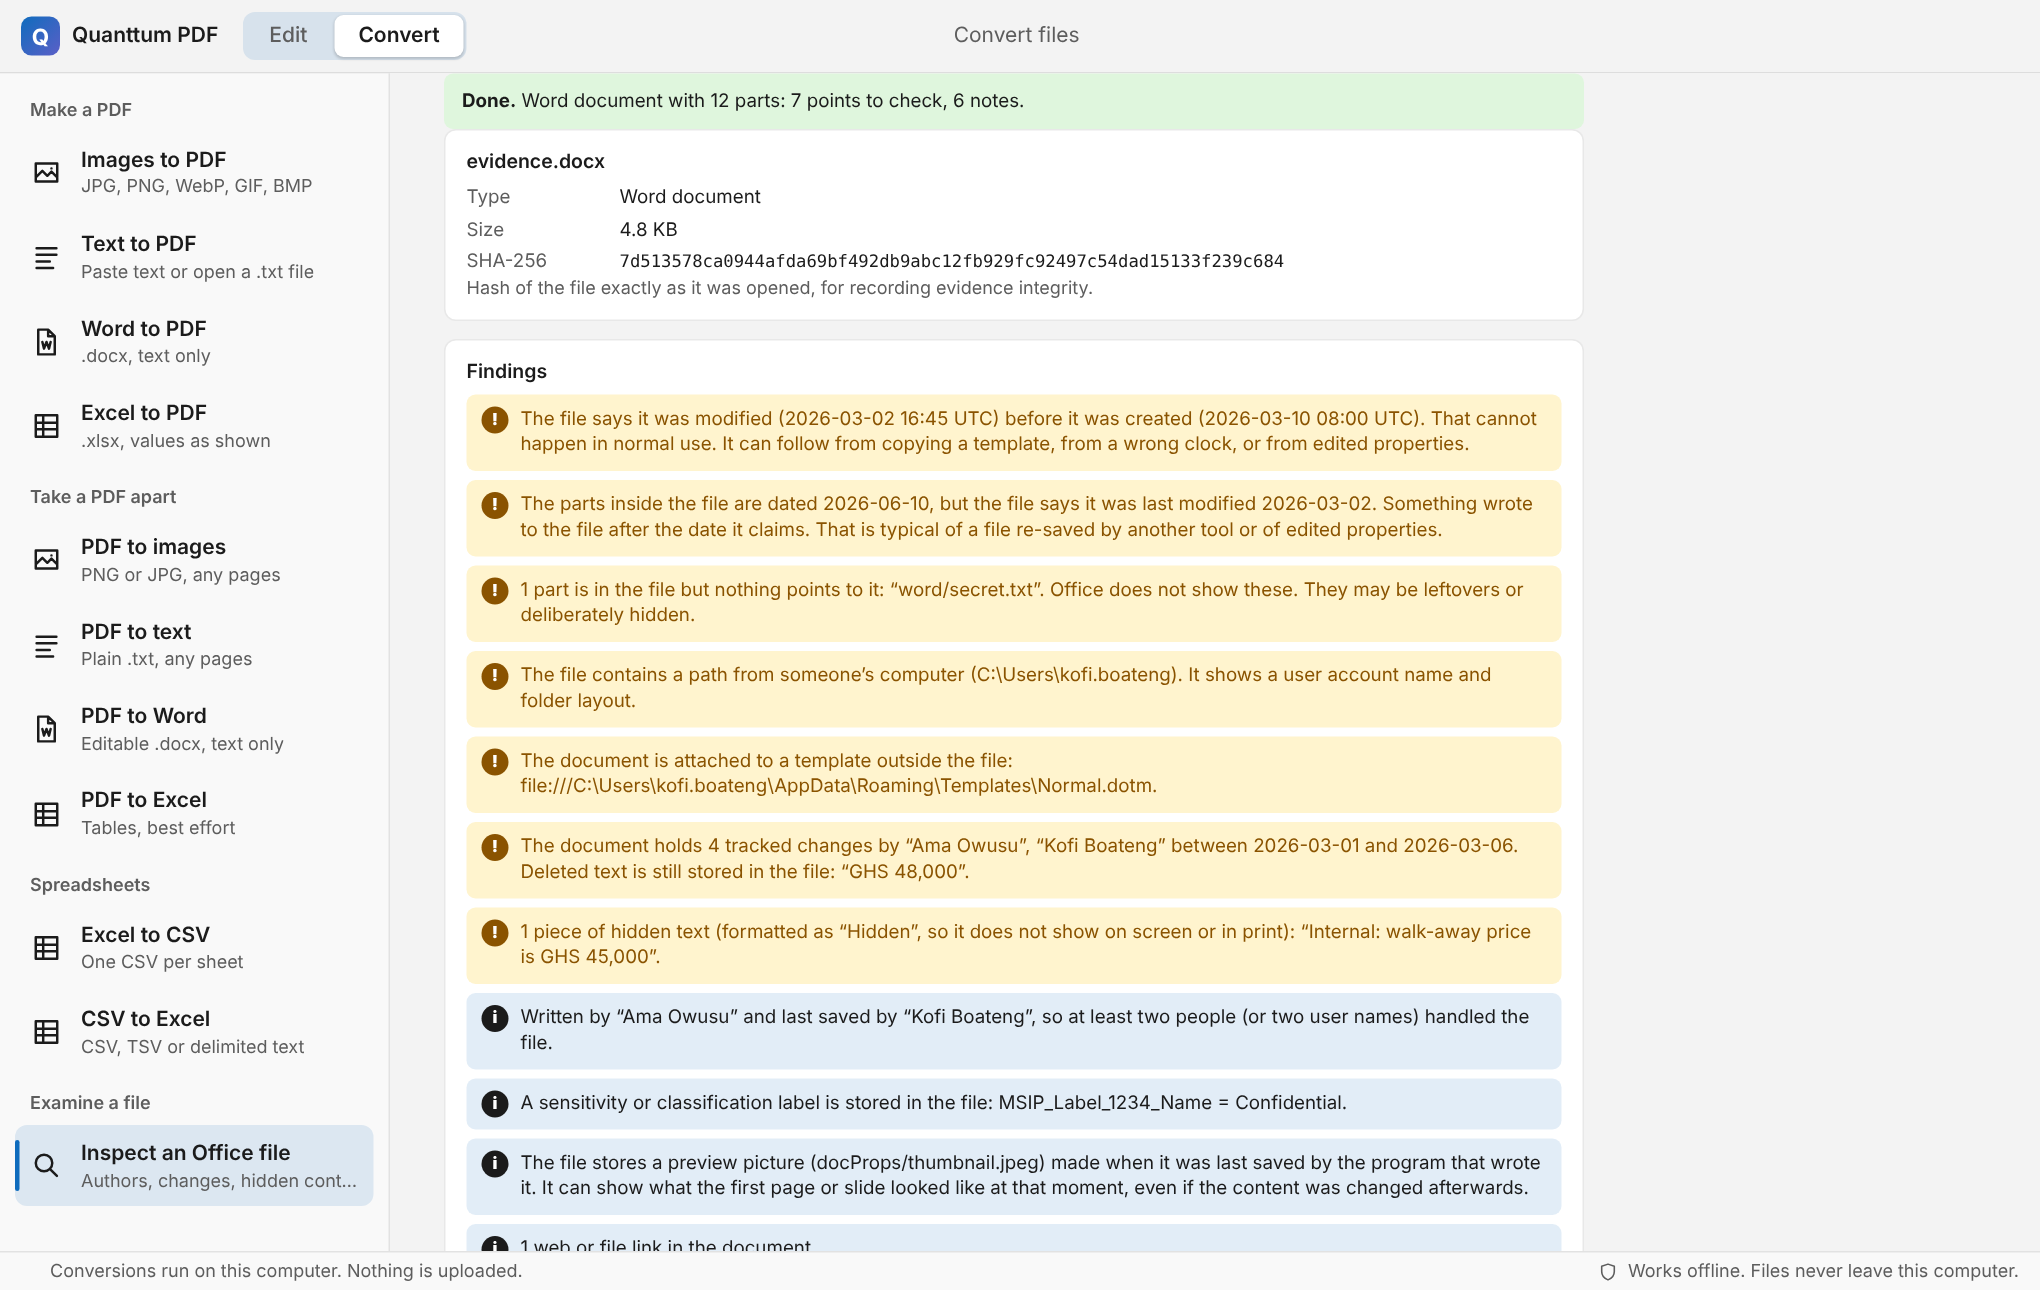 Q Quanttum PDF Edit Convert Convert files
Make a PDF
Images to PDF
JPG, PNG, WebP, GIF, BMP
Text to PDF
Paste text or open a .txt file
Word to PDF
.docx, text only
Excel to PDF
.xlsx, values as shown
Take a PDF apart
PDF to images
PNG or JPG, any pages
PDF to text
Plain .txt, any pages
PDF to Word
Editable .docx, text only
PDF to Excel
Tables, best effort
Spreadsheets
Excel to CSV
One CSV per sheet
CSV to Excel
CSV, TSV or delimited text
Examine a file
Inspect an Office file
Authors, changes, hidden cont...
Done. Word document with 12 parts: 7 points to check, 6 notes.
evidence.docx
Type Word document
Size 4.8 KB
SHA-256 7d513578ca0944afda69bf492db9abc12fb929fc92497c54dad15133f239c684
Hash of the file exactly as it was opened, for recording evidence integrity.
Findings
The file says it was modified (2026-03-02 16:45 UTC) before it was created (2026-03-10 08:00 UTC). That cannot
happen in normal use. It can follow from copying a template, from a wrong clock, or from edited properties.
The parts inside the file are dated 2026-06-10, but the file says it was last modified 2026-03-02. Something wrote
to the file after the date it claims. That is typical of a file re-saved by another tool or of edited properties.
1 part is in the file but nothing points to it: “word/secret.txt”. Office does not show these. They may be leftovers or
deliberately hidden.
The file contains a path from someone’s computer (C:\Users\kofi.boateng). It shows a user account name and
folder layout.
The document is attached to a template outside the file:
file:///C:\Users\kofi.boateng\AppData\Roaming\Templates\Normal.dotm.
The document holds 4 tracked changes by “Ama Owusu”, “Kofi Boateng” between 2026-03-01 and 2026-03-06.
Deleted text is still stored in the file: “GHS 48,000”.
1 piece of hidden text (formatted as “Hidden”, so it does not show on screen or in print): “Internal: walk-away price
is GHS 45,000”.
Written by “Ama Owusu” and last saved by “Kofi Boateng”, so at least two people (or two user names) handled the
file.
A sensitivity or classification label is stored in the file: MSIP_Label_1234_Name = Confidential.
The file stores a preview picture (docProps/thumbnail.jpeg) made when it was last saved by the program that wrote
it. It can show what the first page or slide looked like at that moment, even if the content was changed afterwards.
1 web or file link in the document
Conversions run on this computer. Nothing is uploaded.
Works offline. Files never leave this computer.